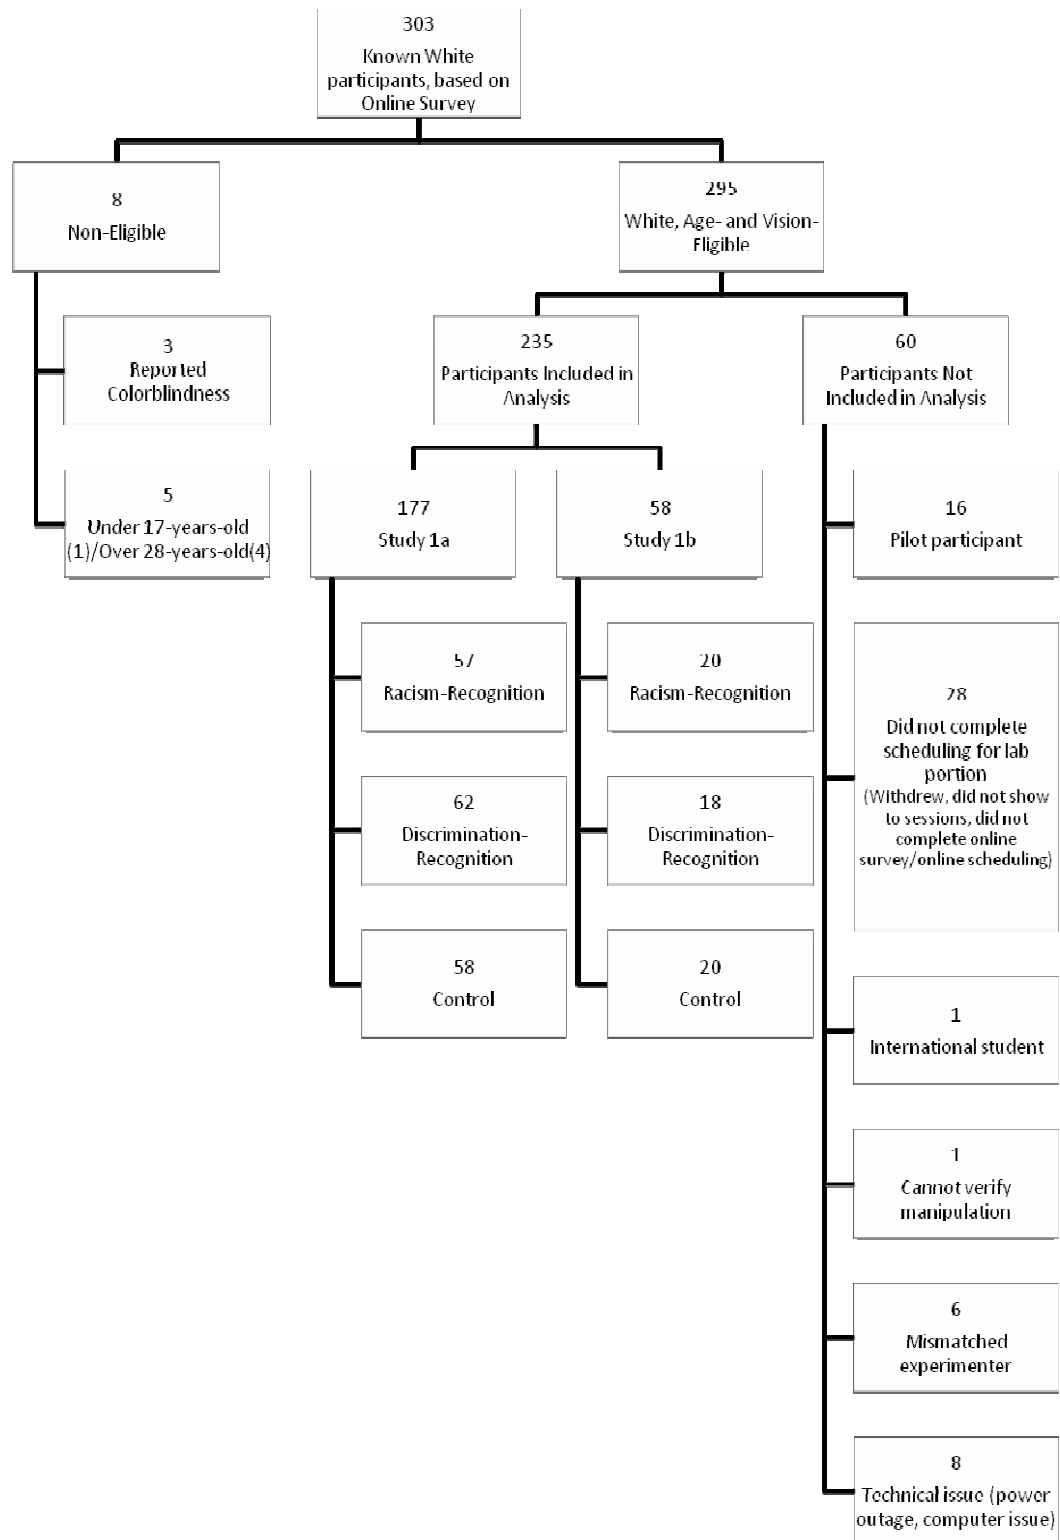 303
Known White
participants, based on
Online Survey
8
Non-Eligible
295
White, Age- and Vision-
Eligible
3
Reported
Colorblindness
5
Under 17-years-old
(1)/Over 28-years-old(4)
235
Participants Included in
Analysis
60
Participants Not
Included in Analysis
177
Study 1a
58
Study 1b
57
Racism-Recognition
62
Discrimination-
Recognition
58
Control
20
Racism-Recognition
18
Discrimination-
Recognition
20
Control
16
Pilot participant
28
Did not complete
scheduling for lab
portion
(Withdrew, did not show
to sessions, did not
complete online
survey/online scheduling)
1
International student
1
Cannot verify
manipulation
6
Mismatched
experimenter
8
Technical issue (power
outage, computer issue)